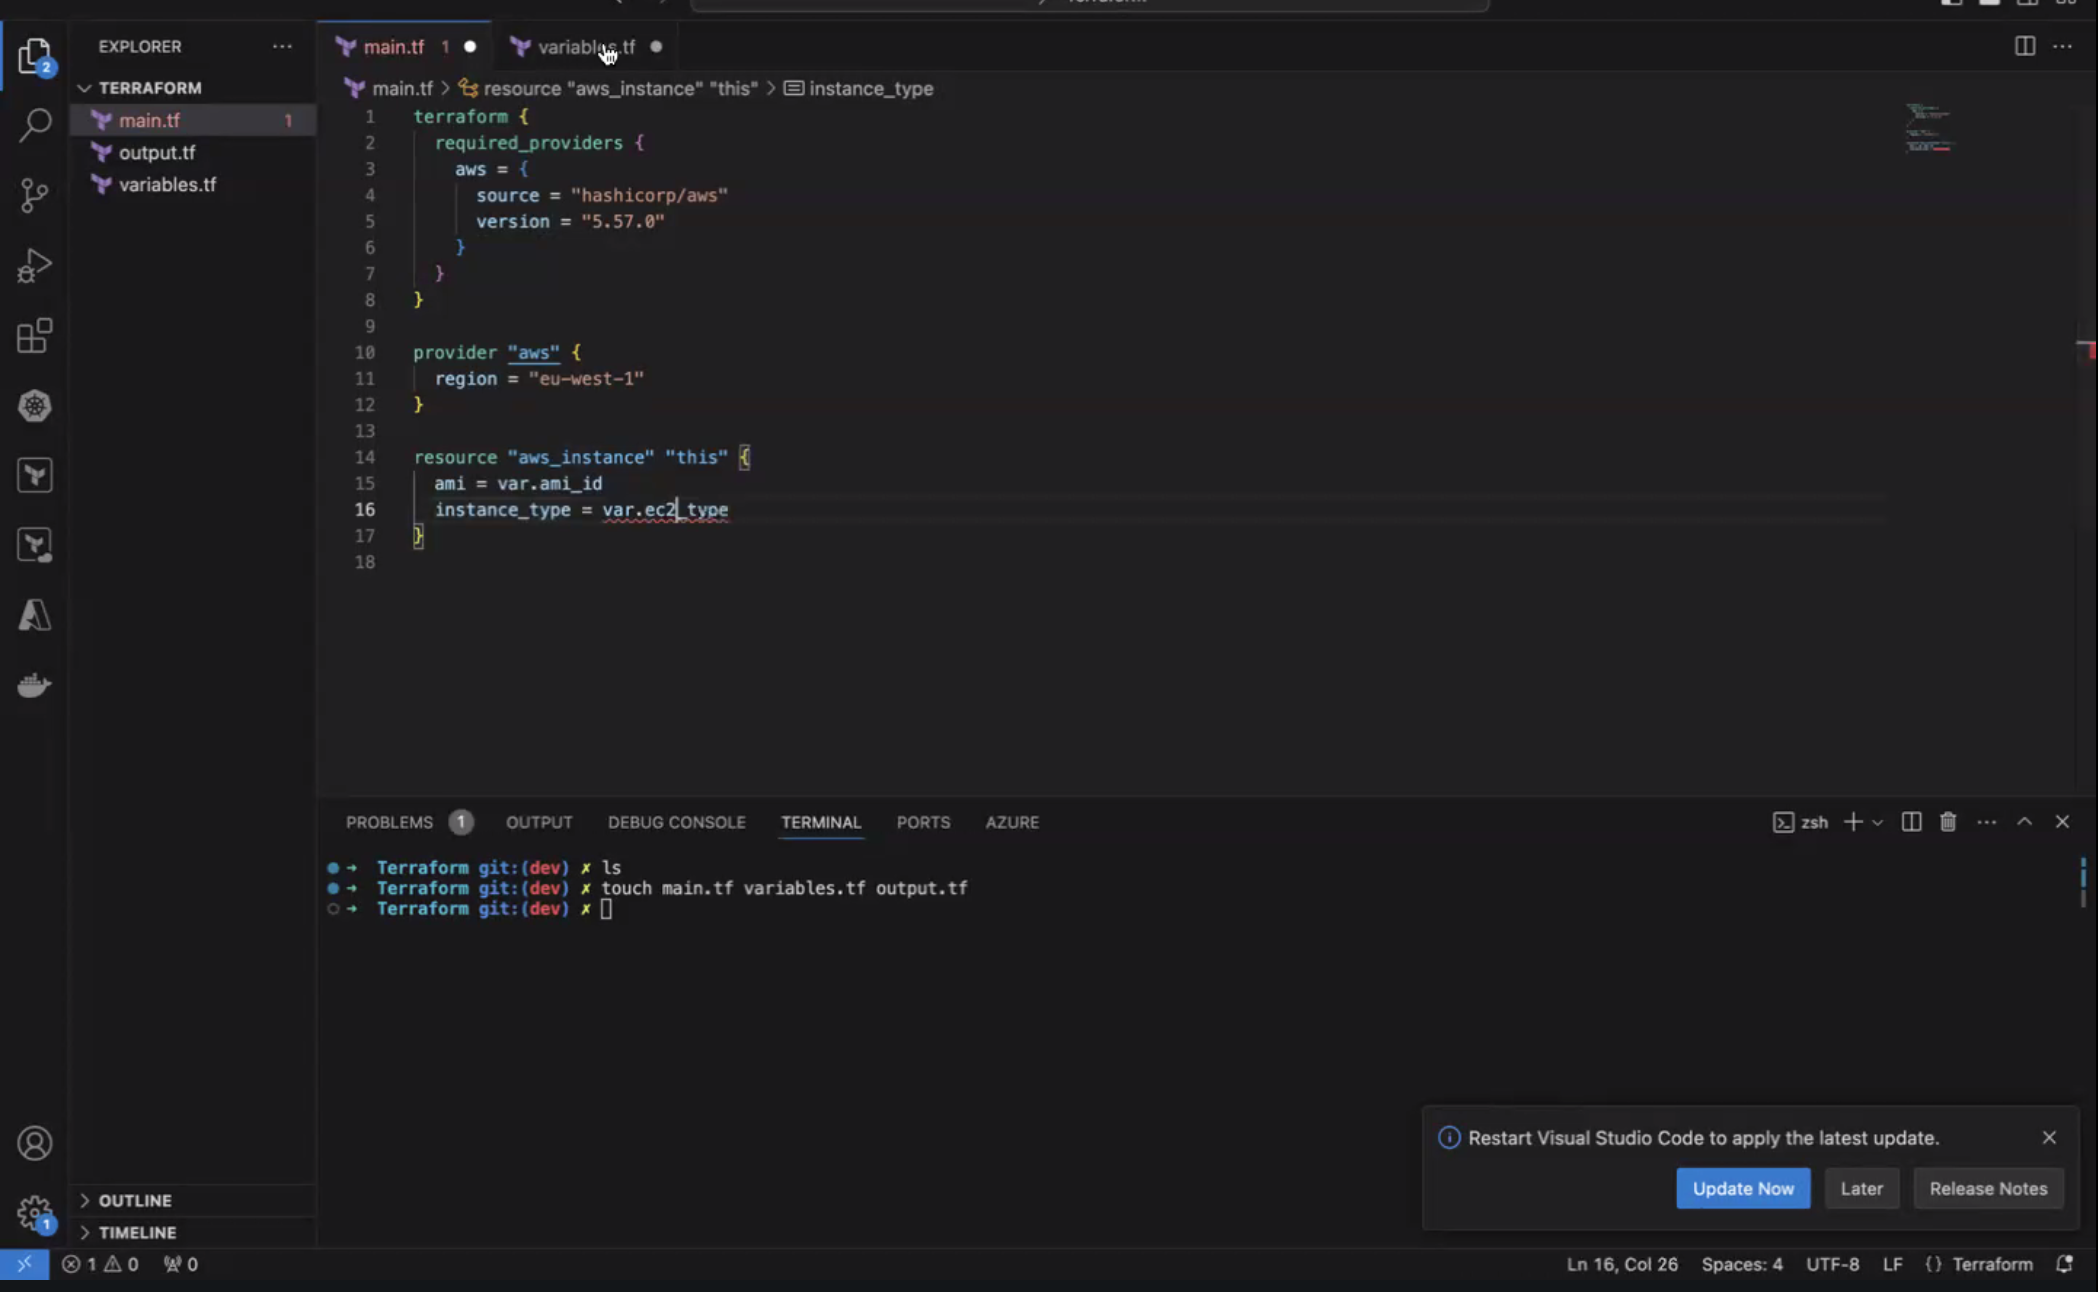 EXPLORER
TERRAFORM
main.tf 1
output.tf
variables.tf
OUTLINE
TIMELINE
2
1
main.tf 1
variables.tf
main.tf > resource "aws_instance" "this" > instance_type
1 terraform {
2 required_providers {
3 aws = {
4 source = "hashicorp/aws"
5 version = "5.57.0"
6 }
7 }
8 }
9
10 provider "aws" {
11 region = "eu-west-1"
12 }
13
14 resource "aws_instance" "this" {
15 ami = var.ami_id
16 instance_type = var.ec2_type
17 }
18
PROBLEMS 1 OUTPUT DEBUG CONSOLE TERMINAL PORTS AZURE
zsh
Terraform git:(dev) ✗ ls
Terraform git:(dev) ✗ touch main.tf variables.tf output.tf
Terraform git:(dev) ✗
Restart Visual Studio Code to apply the latest update.
Update Now Later Release Notes
1 0 0
Ln 16, Col 26 Spaces: 4 UTF-8 LF {} Terraform